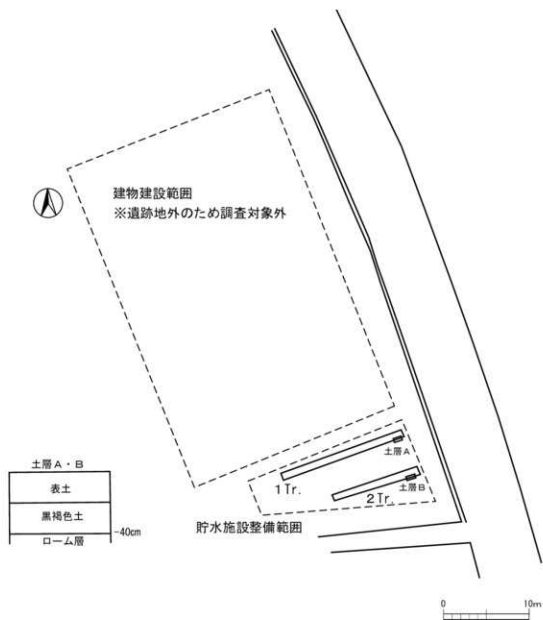 建物建設範囲
※遺跡地外のため調査対象外
土層A
1Tr.
土層B
2Tr.
貯水施設整備範囲
土層A・B
表土
黒褐色土
-40cm
ローム層
0 10m